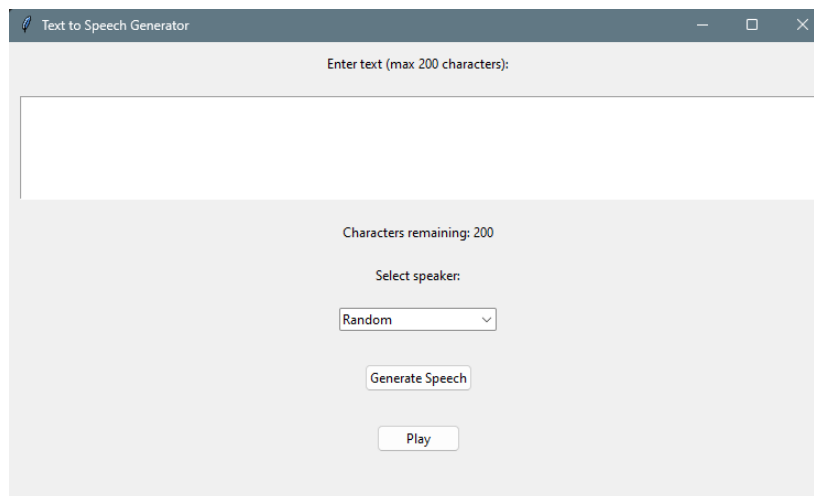 Text to Speech Generator
Enter text (max 200 characters):
Characters remaining: 200
Select speaker:
Random
Generate Speech
Play